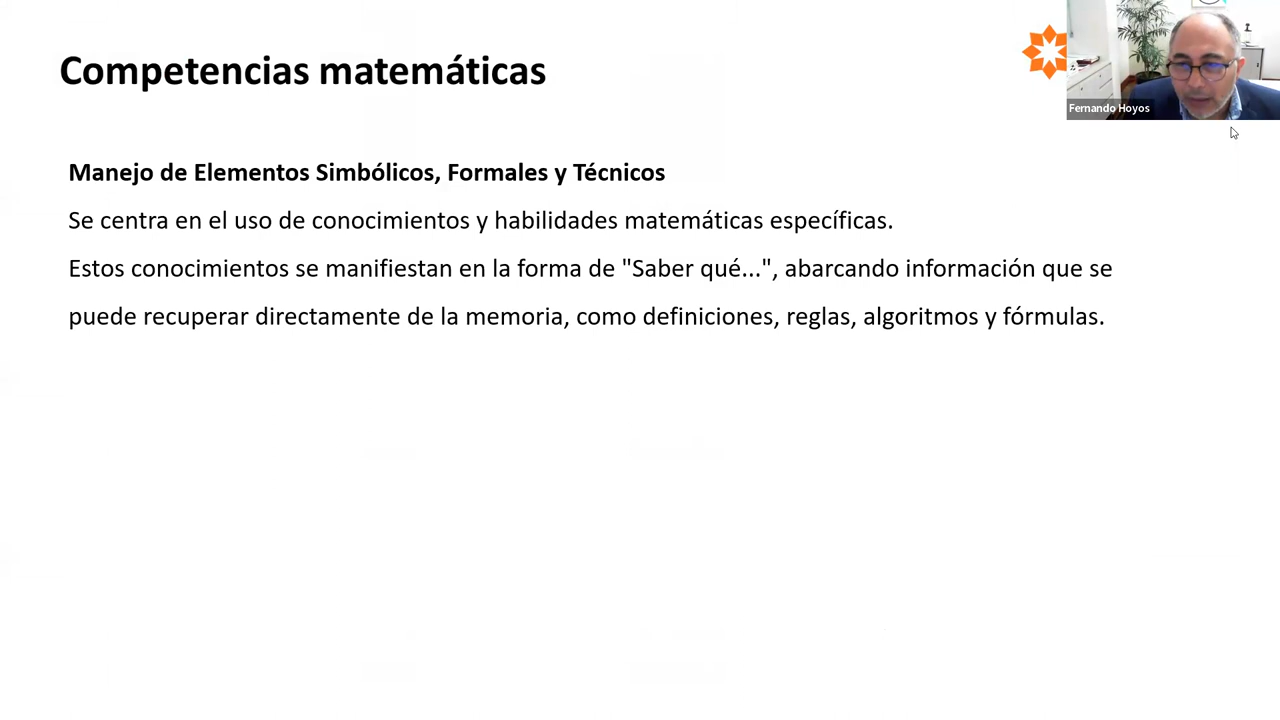 Competencias matemáticas
Fernando Hoyos
Manejo de Elementos Simbólicos, Formales y Técnicos
Se centra en el uso de conocimientos y habilidades matemáticas específicas.
Estos conocimientos se manifiestan en la forma de "Saber qué...", abarcando información que se
puede recuperar directamente de la memoria, como definiciones, reglas, algoritmos y fórmulas.